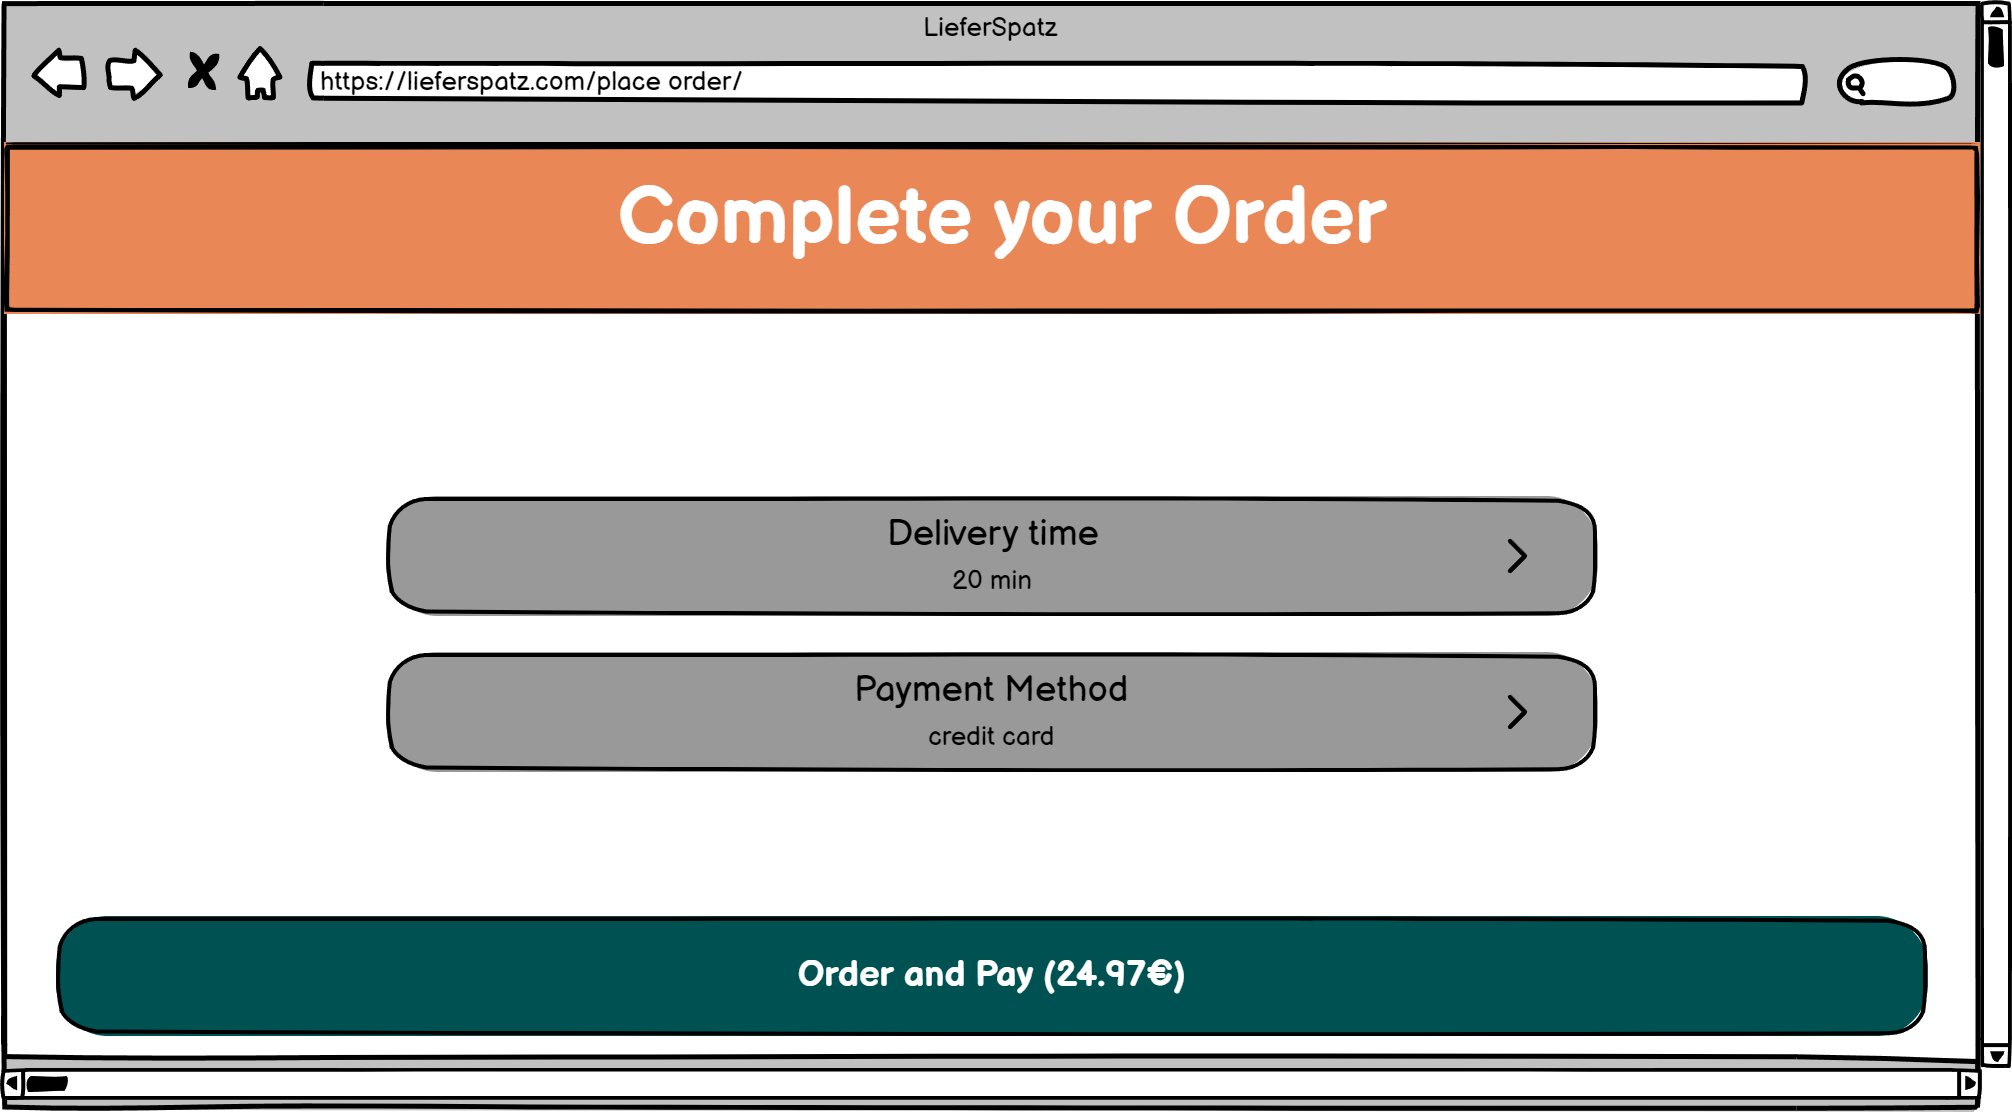 LieferSpatz
https://lieferspatz.com/place order/
Complete your Order
Delivery time
20 min
Payment Method
credit card
Order and Pay (24.97€)